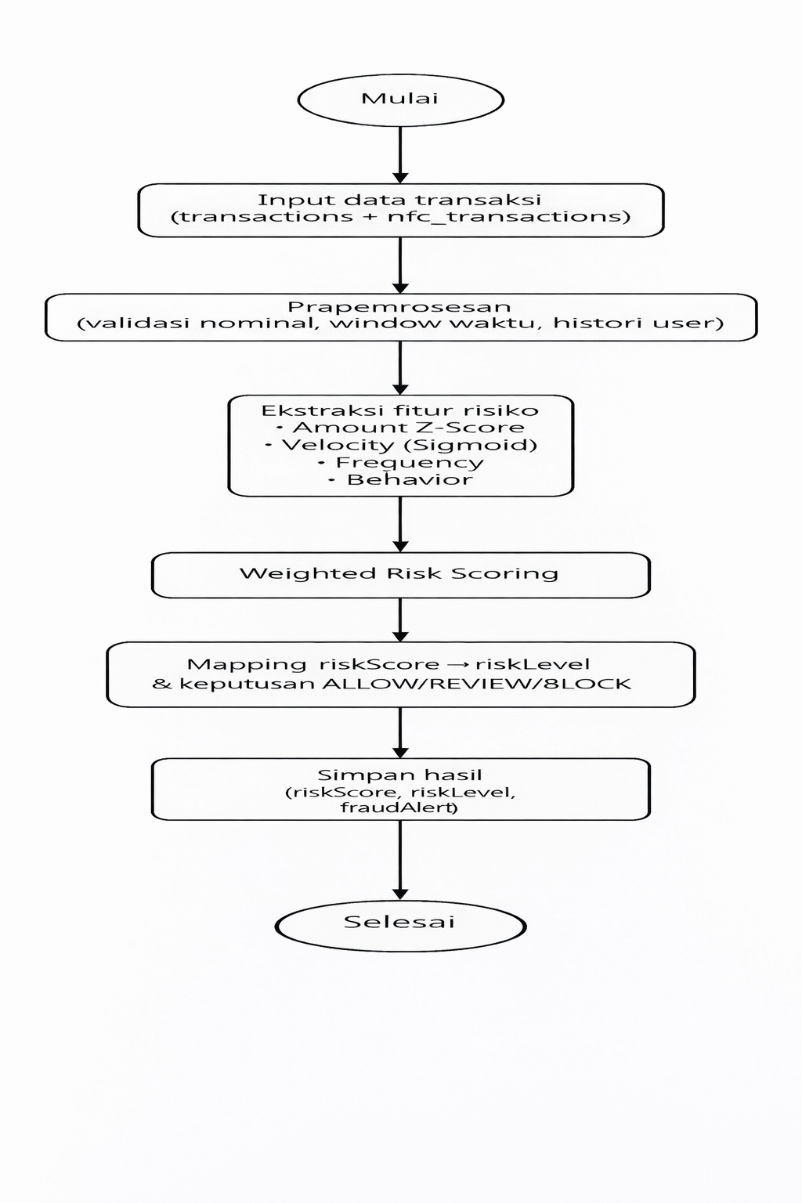 Mulai
Input data transaksi
(transactions + nfc_transactions)
Prapemrosesan
(validasi nominal, window waktu, histori user)
Ekstraksi fitur risiko
• Amount Z-Score
• Velocity (Sigmoid)
• Frequency
• Behavior
Weighted Risk Scoring
Mapping riskScore → riskLevel
& keputusan ALLOW/REVIEW/8LOCK
Simpan hasil
(riskScore, riskLevel,
fraudAlert)
Selesai